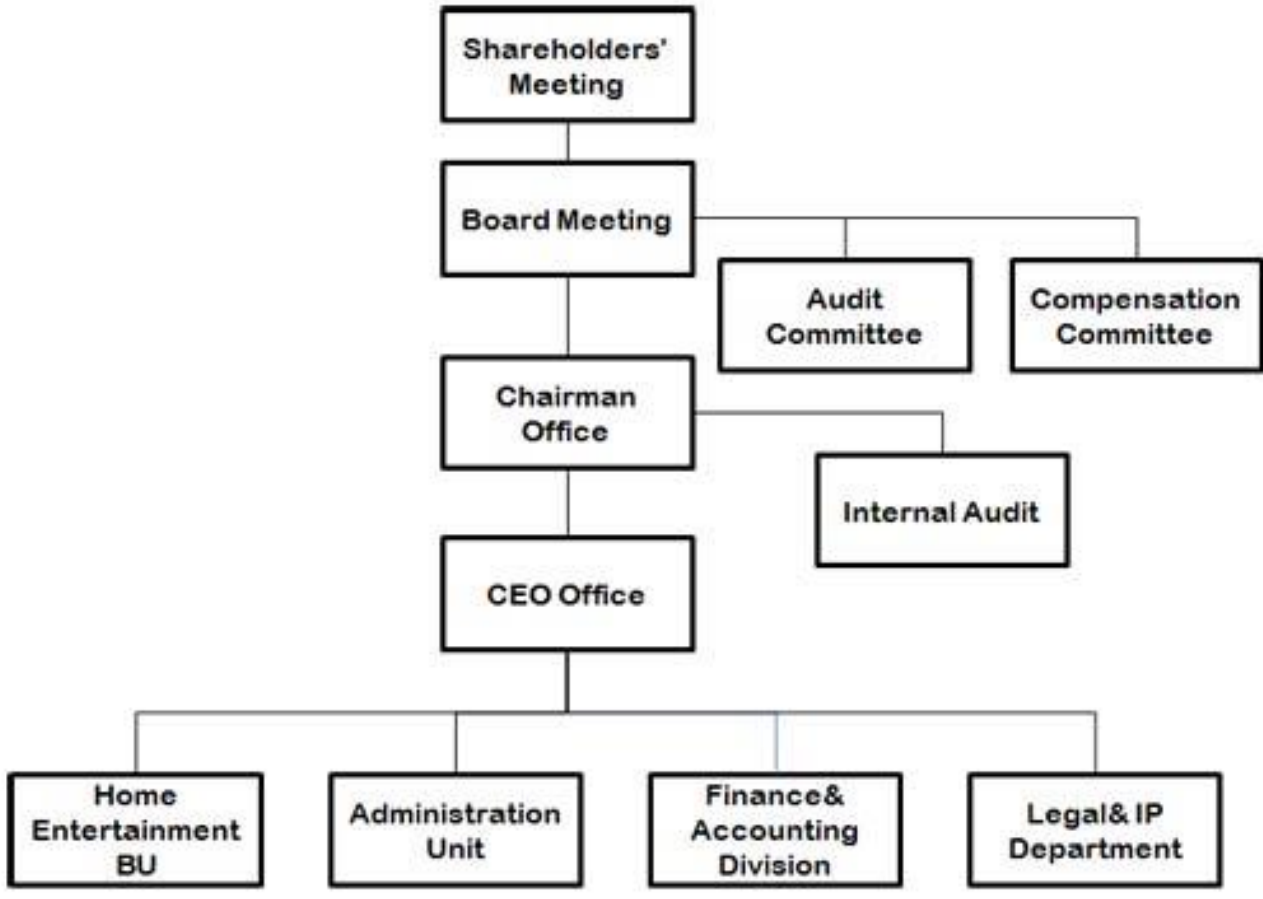 Shareholders'
Meeting
Board Meeting
Audit
Committee
Compensation
Committee
Chairman
Office
Internal Audit
CEO Office
Home
Entertainment
BU
Administration
Unit
Finance&
Accounting
Division
Legal& IP
Department